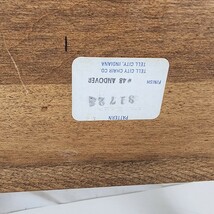 TELL CITY CHAIR CO.
TELL CITY, INDIANA
FINISH # 48 ANDOVER
PATTERN